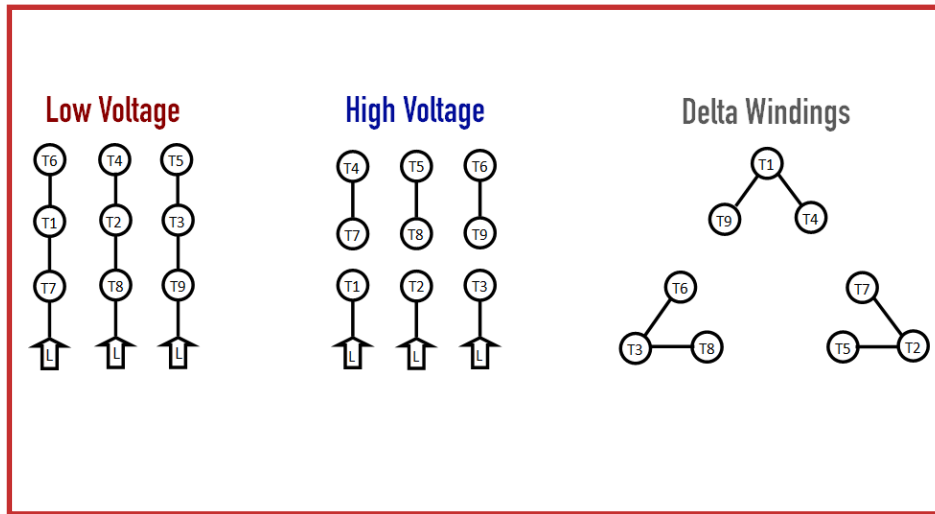 Low Voltage
High Voltage
Delta Windings
T6 T4 T5
T1 T2 T3
T7 T8 T9
L L L
T4 T5 T6
T7 T8 T9
T1 T2 T3
L L L
T1
T9 T4
T6
T3 T8
T7
T5 T2